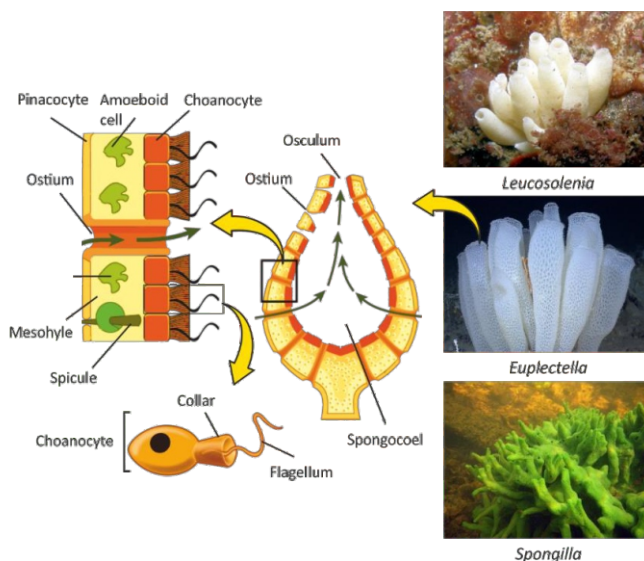 Pinacocyte
Amoeboid
cell
Choanocyte
Ostium
Mesohyle
Spicule
Osculum
Ostium
Spongocoel
Choanocyte
Collar
Flagellum
Leucosolenia
Euplectella
Spongilla